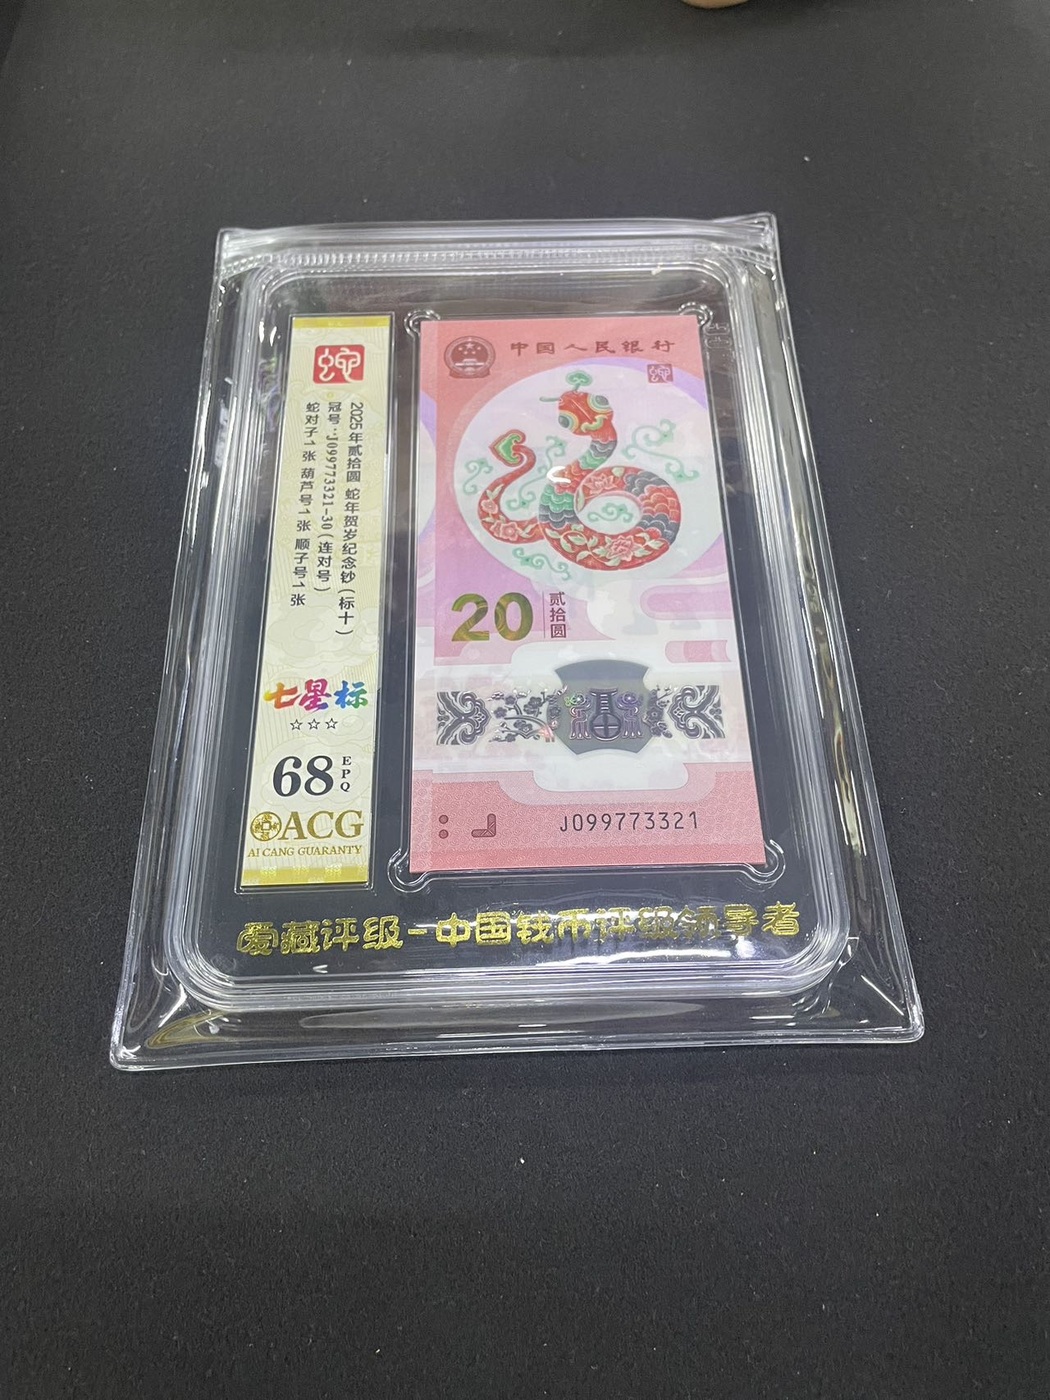 蛇
2025年贰拾圆 蛇年贺岁纪念钞(标十)
冠号:J099773321-30(连对号)
蛇对子1张 葫芦号1张 顺子号1张
七星标
☆☆☆
68 EPQ
ACG
AI CANG GUARANTY
中国人民银行
蛇
20 贰拾圆
J099773321
爱藏评级-中国钱币评级领导者